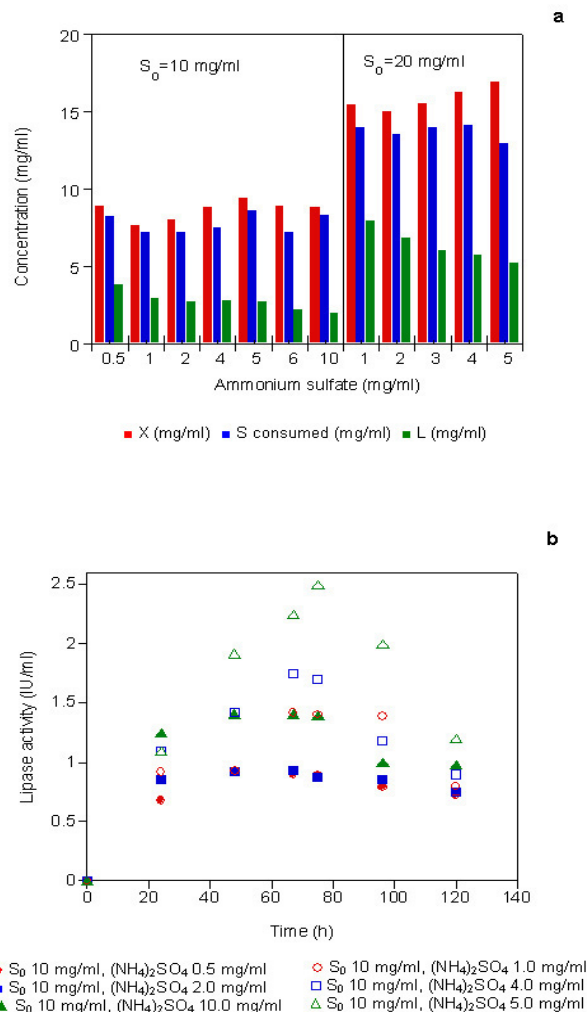 a
20
15
10
5
0
Concentration (mg/ml)
S₀=10 mg/ml
S₀=20 mg/ml
0.5 1 2 4 5 6 10 1 2 3 4 5
Ammonium sulfate (mg/ml)
X (mg/ml) S consumed (mg/ml) L (mg/ml)
b
2.5
2
1.5
1
0.5
0
Lipase activity (IU/ml)
0 20 40 60 80 100 120 140
Time (h)
S₀ 10 mg/ml, (NH₄)₂SO₄ 0.5 mg/ml
S₀ 10 mg/ml, (NH₄)₂SO₄ 1.0 mg/ml
S₀ 10 mg/ml, (NH₄)₂SO₄ 2.0 mg/ml
S₀ 10 mg/ml, (NH₄)₂SO₄ 4.0 mg/ml
S₀ 10 mg/ml, (NH₄)₂SO₄ 10.0 mg/ml
S₀ 10 mg/ml, (NH₄)₂SO₄ 5.0 mg/ml